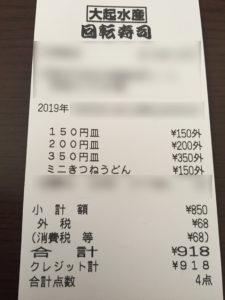 大起水産
回転寿司
2019年
150円皿 ¥150外
200円皿 ¥200外
350円皿 ¥350外
ミニきつねうどん ¥150外
小計額 ¥850
外税 ¥68
(消費税等 ¥68)
合計 ¥918
クレジット計 ¥918
合計点数 4点